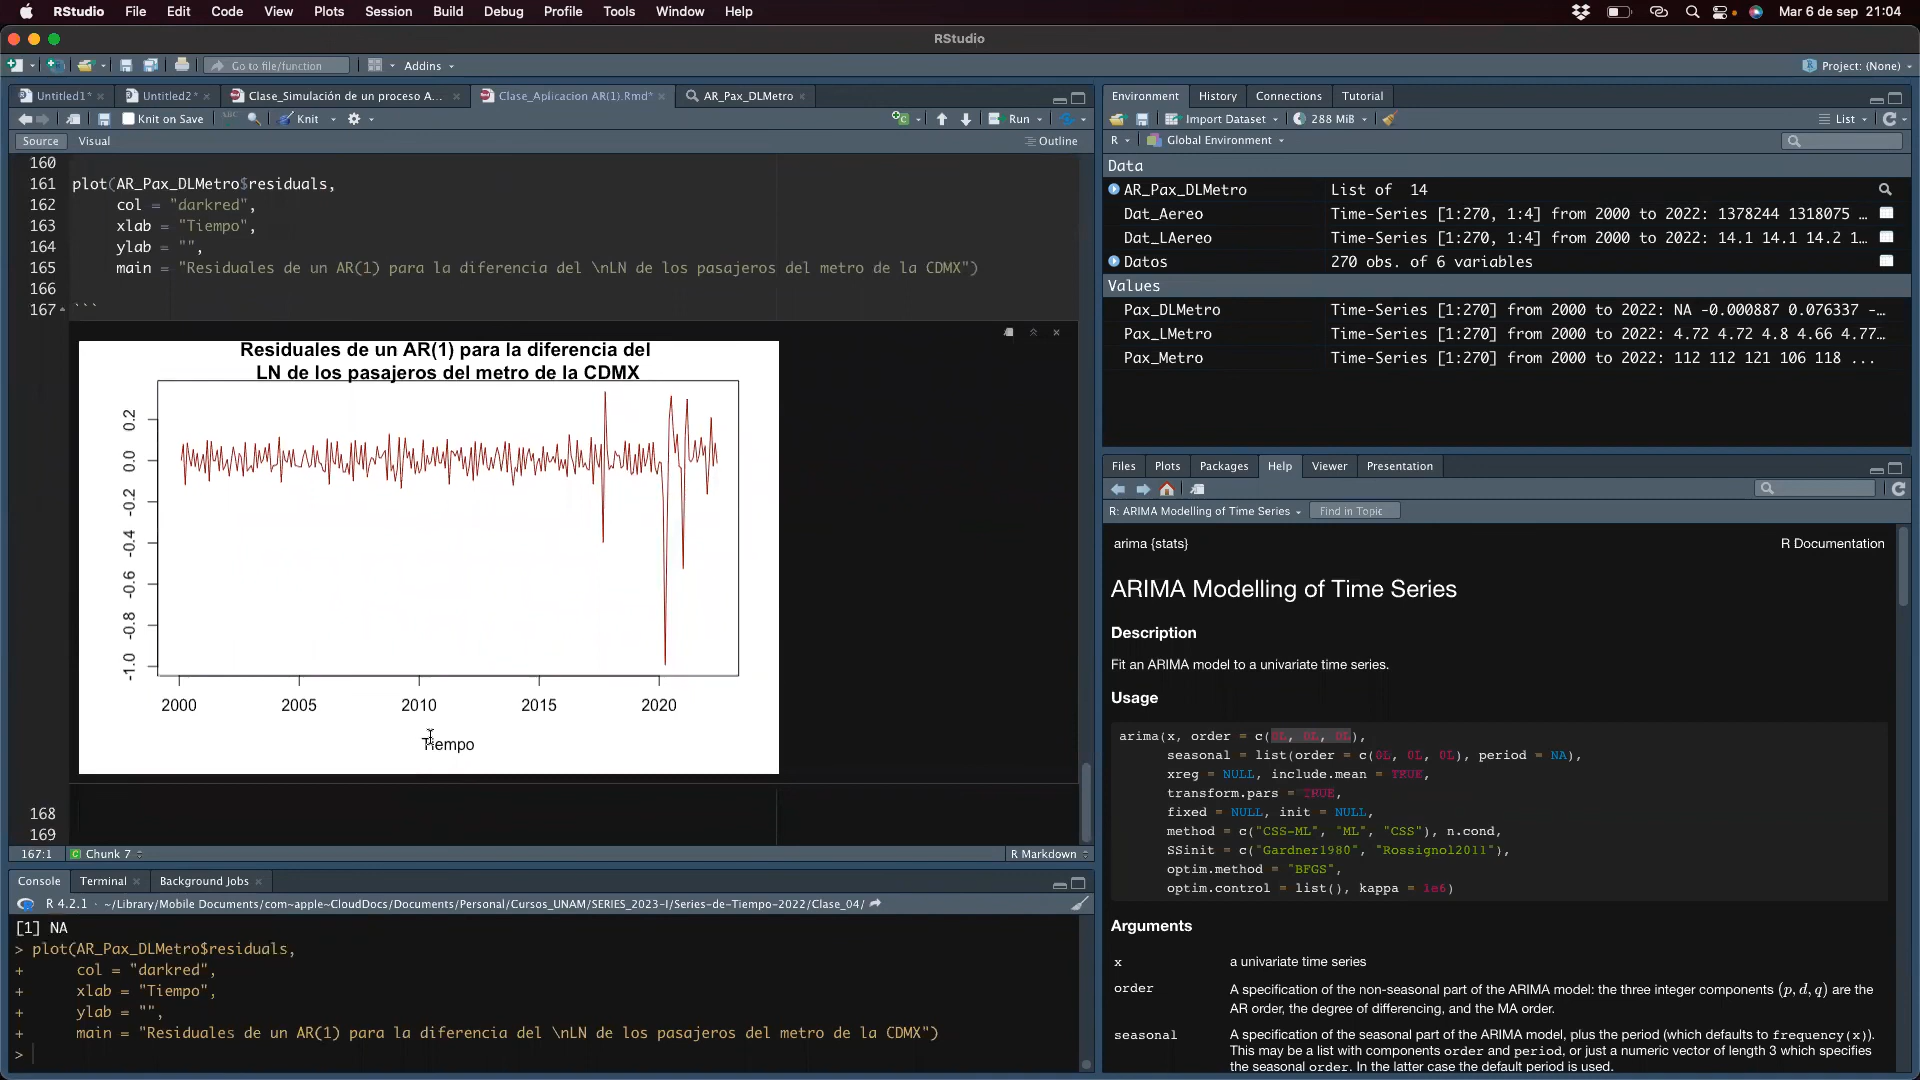 RStudio File Edit Code View Plots Session Build Debug Profile Tools Window Help Mar 6 de sep 21:04
RStudio
Go to file/function Addins Project: (None)
Untitled1* Untitled2* Clase_Simulación de un proceso A... Clase_Aplicacion AR(1).Rmd* AR_Pax_DLMetro
Knit on Save ABC Knit Run
Source Visual Outline
160
161 plot(AR_Pax_DLMetro$residuals,
162 col = "darkred",
163 xlab = "Tiempo",
164 ylab = "",
165 main = "Residuales de un AR(1) para la diferencia del \nLN de los pasajeros del metro de la CDMX")
166
167 ```
Residuales de un AR(1) para la diferencia del
LN de los pasajeros del metro de la CDMX
0.2
0.0
-0.2
-0.4
-0.6
-0.8
-1.0
2000 2005 2010 2015 2020
Tiempo
168
169
167:1 Chunk 7 R Markdown
Console Terminal Background Jobs
R 4.2.1 · ~/Library/Mobile Documents/com~apple~CloudDocs/Documents/Personal/Cursos_UNAM/SERIES_2023-I/Series-de-Tiempo-2022/Clase_04/
[1] NA
> plot(AR_Pax_DLMetro$residuals,
+ col = "darkred",
+ xlab = "Tiempo",
+ ylab = "",
+ main = "Residuales de un AR(1) para la diferencia del \nLN de los pasajeros del metro de la CDMX")
>
Environment History Connections Tutorial
Import Dataset 288 MiB List
R Global Environment
Data
AR_Pax_DLMetro List of 14
Dat_Aereo Time-Series [1:270, 1:4] from 2000 to 2022: 1378244 1318075 …
Dat_LAereo Time-Series [1:270, 1:4] from 2000 to 2022: 14.1 14.1 14.2 1…
Datos 270 obs. of 6 variables
Values
Pax_DLMetro Time-Series [1:270] from 2000 to 2022: NA -0.000887 0.076337 -…
Pax_LMetro Time-Series [1:270] from 2000 to 2022: 4.72 4.72 4.8 4.66 4.77…
Pax_Metro Time-Series [1:270] from 2000 to 2022: 112 112 121 106 118 ...
Files Plots Packages Help Viewer Presentation
R: ARIMA Modelling of Time Series Find in Topic
arima {stats} R Documentation
ARIMA Modelling of Time Series
Description
Fit an ARIMA model to a univariate time series.
Usage
arima(x, order = c(0L, 0L, 0L),
seasonal = list(order = c(0L, 0L, 0L), period = NA),
xreg = NULL, include.mean = TRUE,
transform.pars = TRUE,
fixed = NULL, init = NULL,
method = c("CSS-ML", "ML", "CSS"), n.cond,
SSinit = c("Gardner1980", "Rossignol2011"),
optim.method = "BFGS",
optim.control = list(), kappa = 1e6)
Arguments
x a univariate time series
order A specification of the non-seasonal part of the ARIMA model: the three integer components (p, d, q) are
the AR order, the degree of differencing, and the MA order.
seasonal A specification of the seasonal part of the ARIMA model, plus the period (which defaults to frequency(x)).
This may be a list with components order and period, or just a numeric vector of length 3 which specifies
the seasonal order. In the latter case the default period is used.